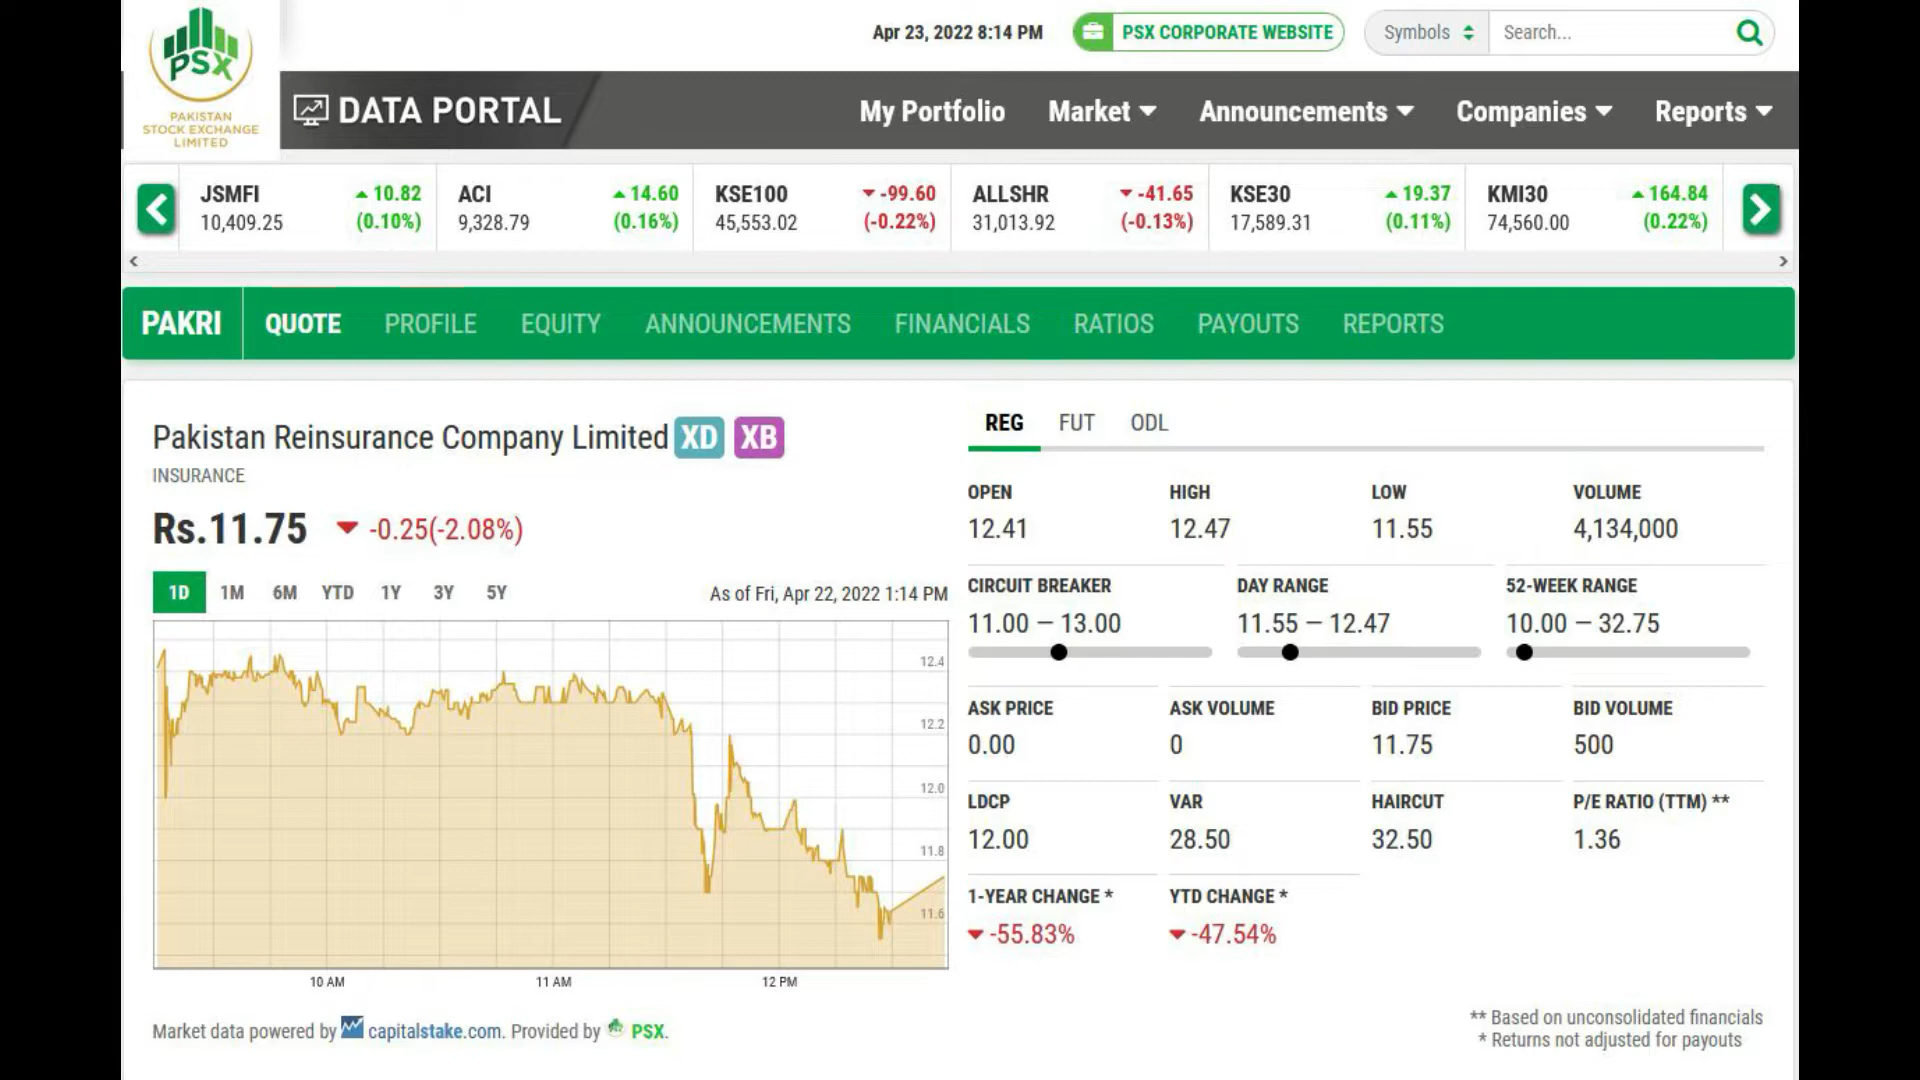 PSX
PAKISTAN
STOCK EXCHANGE
LIMITED
Apr 23, 2022 8:14 PM
PSX CORPORATE WEBSITE
Symbols
Search...
DATA PORTAL
My Portfolio Market Announcements Companies Reports
JSMFI 10.82
10,409.25 (0.10%)
ACI 14.60
9,328.79 (0.16%)
KSE100 -99.60
45,553.02 (-0.22%)
ALLSHR -41.65
31,013.92 (-0.13%)
KSE30 19.37
17,589.31 (0.11%)
KMI30 164.84
74,560.00 (0.22%)
PAKRI QUOTE PROFILE EQUITY ANNOUNCEMENTS FINANCIALS RATIOS PAYOUTS REPORTS
Pakistan Reinsurance Company Limited XD XB
INSURANCE
Rs.11.75 -0.25(-2.08%)
1D 1M 6M YTD 1Y 3Y 5Y
As of Fri, Apr 22, 2022 1:14 PM
12.4
12.2
12.0
11.8
11.6
10 AM 11 AM 12 PM
Market data powered by capitalstake.com. Provided by PSX.
REG FUT ODL
OPEN HIGH LOW VOLUME
12.41 12.47 11.55 4,134,000
CIRCUIT BREAKER DAY RANGE 52-WEEK RANGE
11.00 — 13.00 11.55 — 12.47 10.00 — 32.75
ASK PRICE ASK VOLUME BID PRICE BID VOLUME
0.00 0 11.75 500
LDCP VAR HAIRCUT P/E RATIO (TTM) **
12.00 28.50 32.50 1.36
1-YEAR CHANGE * YTD CHANGE *
-55.83% -47.54%
** Based on unconsolidated financials
* Returns not adjusted for payouts